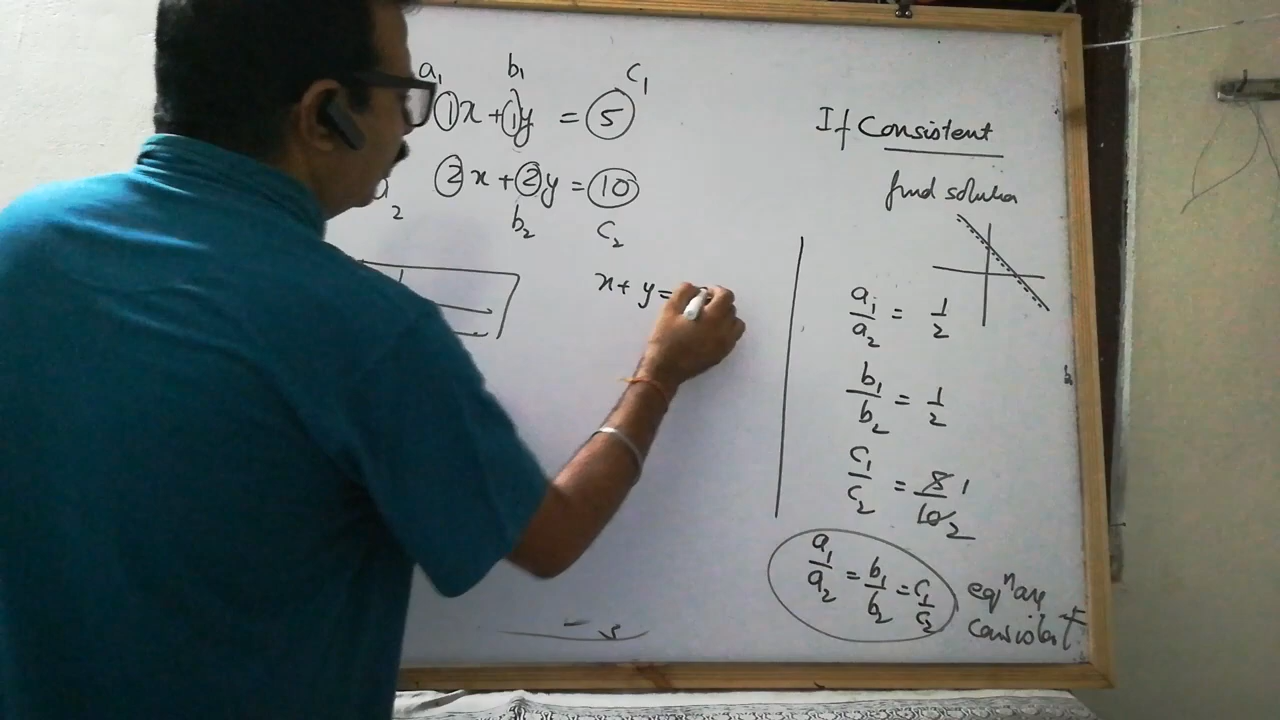 a₁ b₁ c₁
1x + 1y = 5
2x + 2y = 10
a₂ b₂ c₂
x + y =
If Consistent
find solution
a₁/a₂ = 1/2
b₁/b₂ = 1/2
c₁/c₂ = 5/10 1 2
a₁/a₂ = b₁/b₂ = c₁/c₂
eqⁿ are
consistent